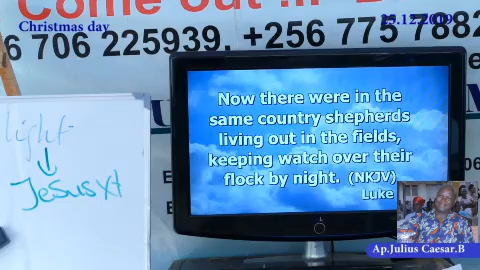 Come out !!!
Christmas day
25.12.2019
6 706 225939, +256 775 7882
light
Jesus xt
Now there were in the
same country shepherds
living out in the fields,
keeping watch over their
flock by night. (NKJV)
Luke
Ap.Julius Caesar.B